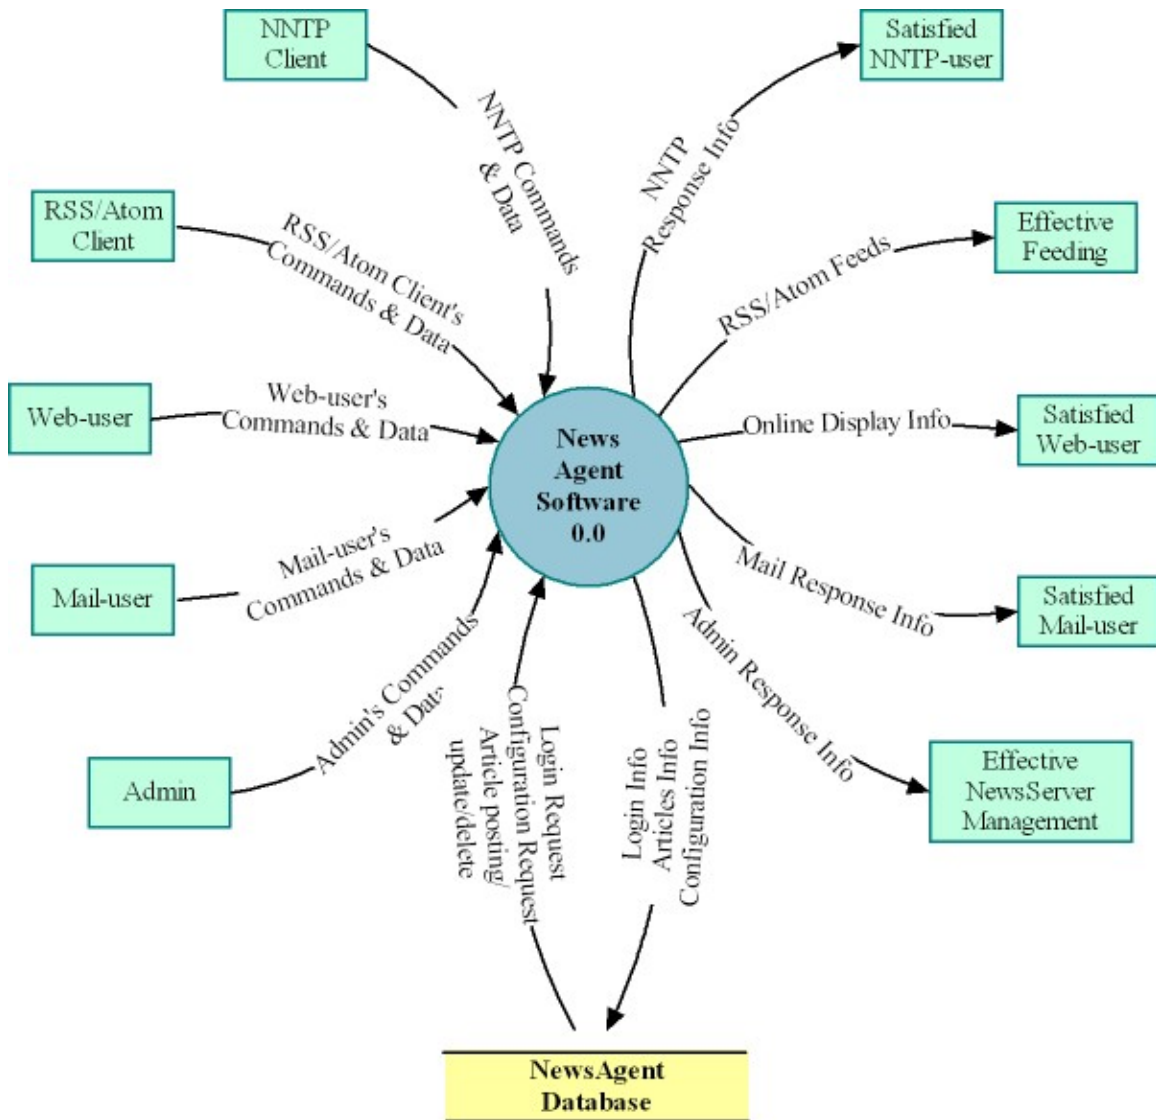 NNTP
Client
Satisfied
NNTP-user
NNTP Commands
& Data
NNTP
Response Info
RSS/Atom
Client
RSS/Atom Client's
Commands & Data
RSS/Atom Feeds
Effective
Feeding
Web-user
Web-user's
Commands & Data
News
Agent
Software
0.0
Online Display Info
Satisfied
Web-user
Mail-user
Mail-user's
Commands & Data
Mail Response Info
Satisfied
Mail-user
Admin
Admin's Commands
& Data
Login Request
Configuration Request
Article posting/
update/delete
Login Info
Articles Info
Configuration Info
Admin Response Info
Effective
NewsServer
Management
NewsAgent
Database